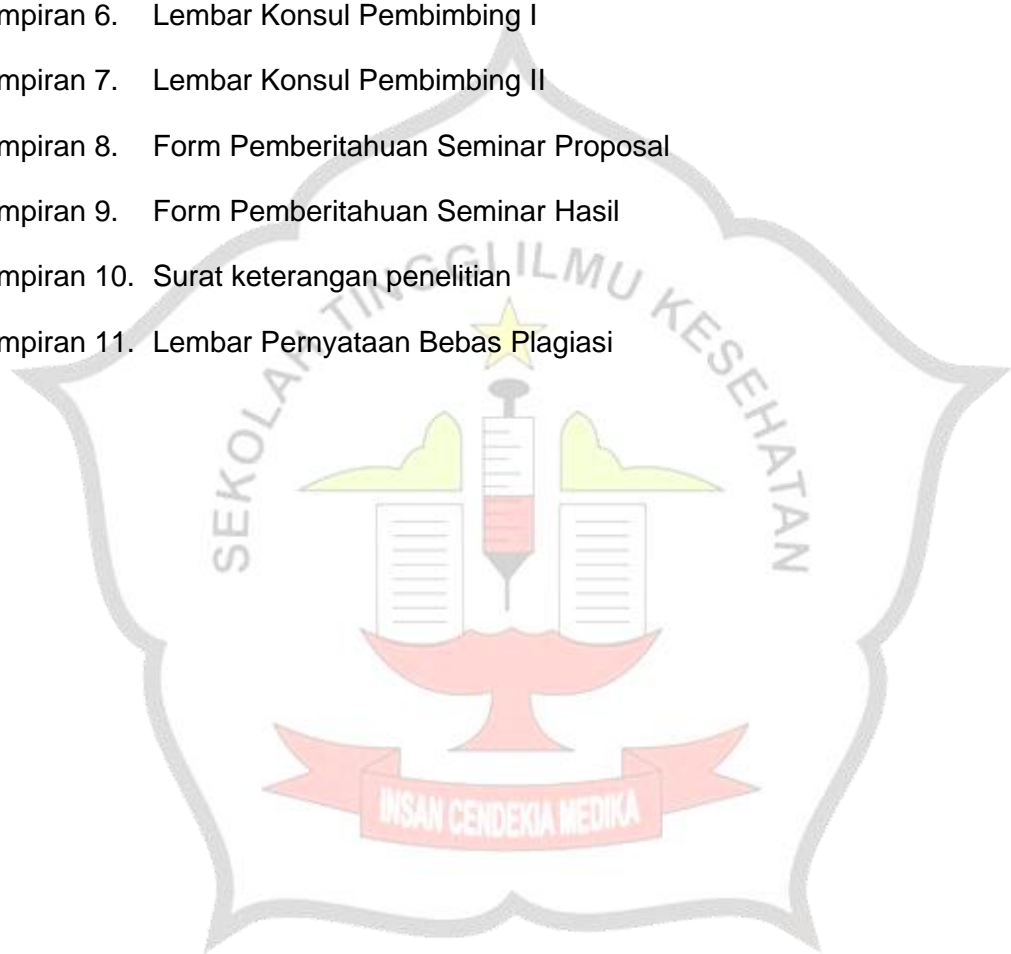 mpiran 6. Lembar Konsul Pembimbing I
mpiran 7. Lembar Konsul Pembimbing II
mpiran 8. Form Pemberitahuan Seminar Proposal
mpiran 9. Form Pemberitahuan Seminar Hasil
mpiran 10. Surat keterangan penelitian
mpiran 11. Lembar Pernyataan Bebas Plagiasi
SEKOLAH TINGGI ILMU KESEHATAN
INSAN CENDEKIA MEDIKA